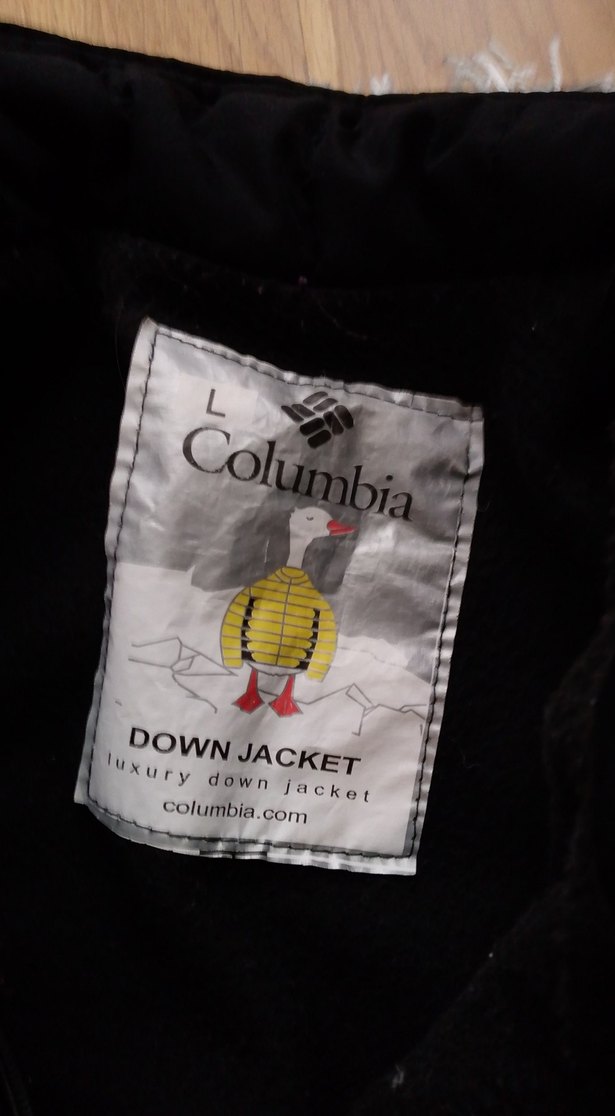 L
Columbia
DOWN JACKET
luxury down jacket
columbia.com